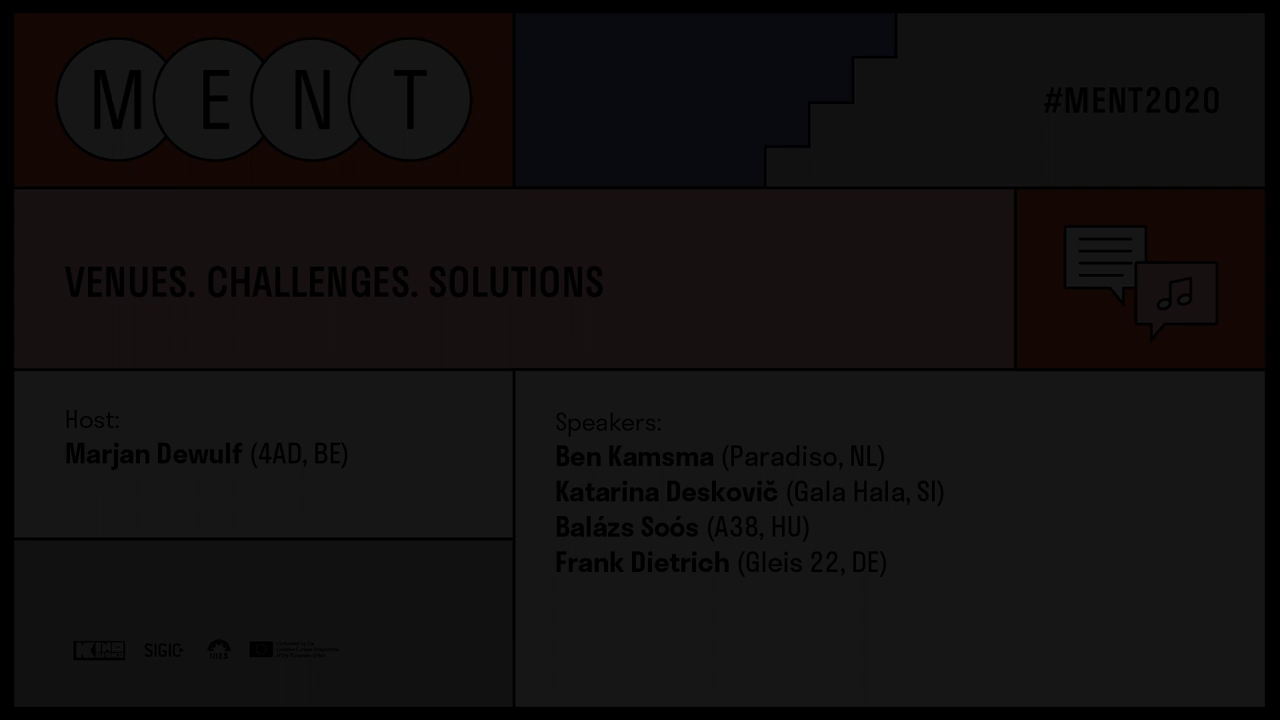 MENT
#MENT2020
VENUES. CHALLENGES. SOLUTIONS
Host:
Marjan Dewulf (4AD, BE)
Speakers:
Ben Kamsma (Paradiso, NL)
Katarina Deskovič (Gala Hala, SI)
Balázs Soós (A38, HU)
Frank Dietrich (Gleis 22, DE)
SIGIC